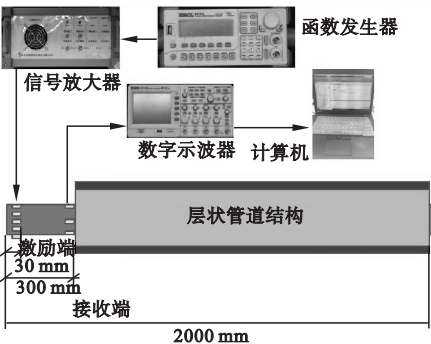 函数发生器
信号放大器
数字示波器
计算机
层状管道结构
激励端
30 mm
300 mm
接收端
2000 mm